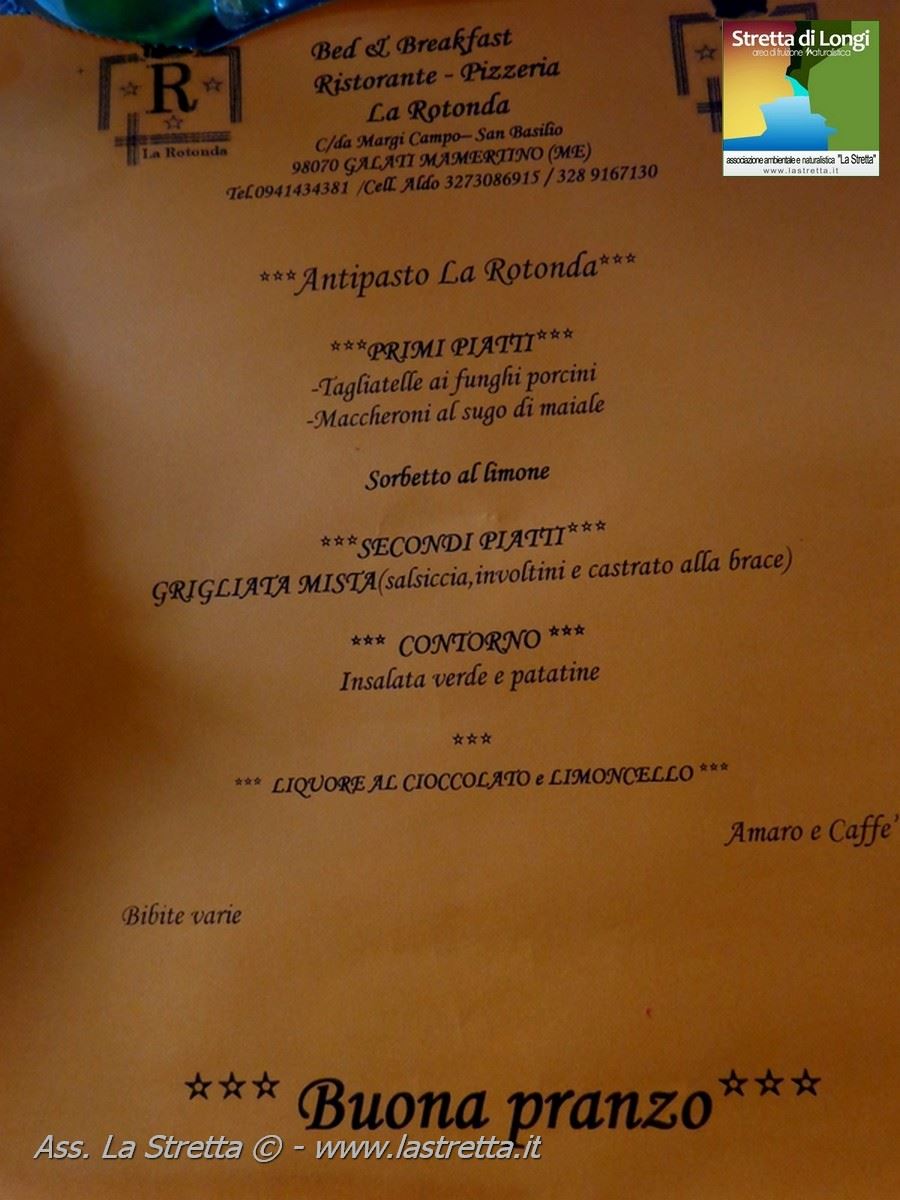 R
La Rotonda
Bed & Breakfast
Ristorante - Pizzeria
La Rotonda
C/da Margi Campo– San Basilio
98070 GALATI MAMERTINO (ME)
Tel.0941434381 /Cell. Aldo 3273086915 / 328 9167130
Stretta di Longi
area di fruizione naturalistica
associazione ambientale e naturalistica "La Stretta"
www.lastretta.it
***Antipasto La Rotonda***
***PRIMI PIATTI***
-Tagliatelle ai funghi porcini
-Maccheroni al sugo di maiale
Sorbetto al limone
***SECONDI PIATTI***
GRIGLIATA MISTA(salsiccia,involtini e castrato alla brace)
*** CONTORNO ***
Insalata verde e patatine
***
*** LIQUORE AL CIOCCOLATO e LIMONCELLO ***
Amaro e Caffe'
Bibite varie
*** Buona pranzo***
Ass. La Stretta © - www.lastretta.it